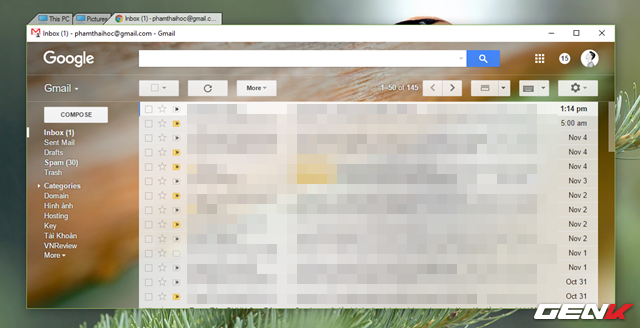 This PC
Pictures
Inbox (1) - phamthaihoc@gmail.c...
Inbox (1) - phamthaihoc@gmail.com - Gmail
Google
15
Gmail
More
1-50 of 145
COMPOSE
Inbox (1)
Sent Mail
Drafts
Spam (30)
Trash
Categories
Domain
Hình ảnh
Hosting
Key
Tài Khoản
VNReview
More
1:14 pm
5:00 am
Nov 4
Nov 4
Nov 4
Nov 3
Nov 2
Nov 2
Nov 2
Nov 1
Nov 1
Oct 31
Oct 31
GENK